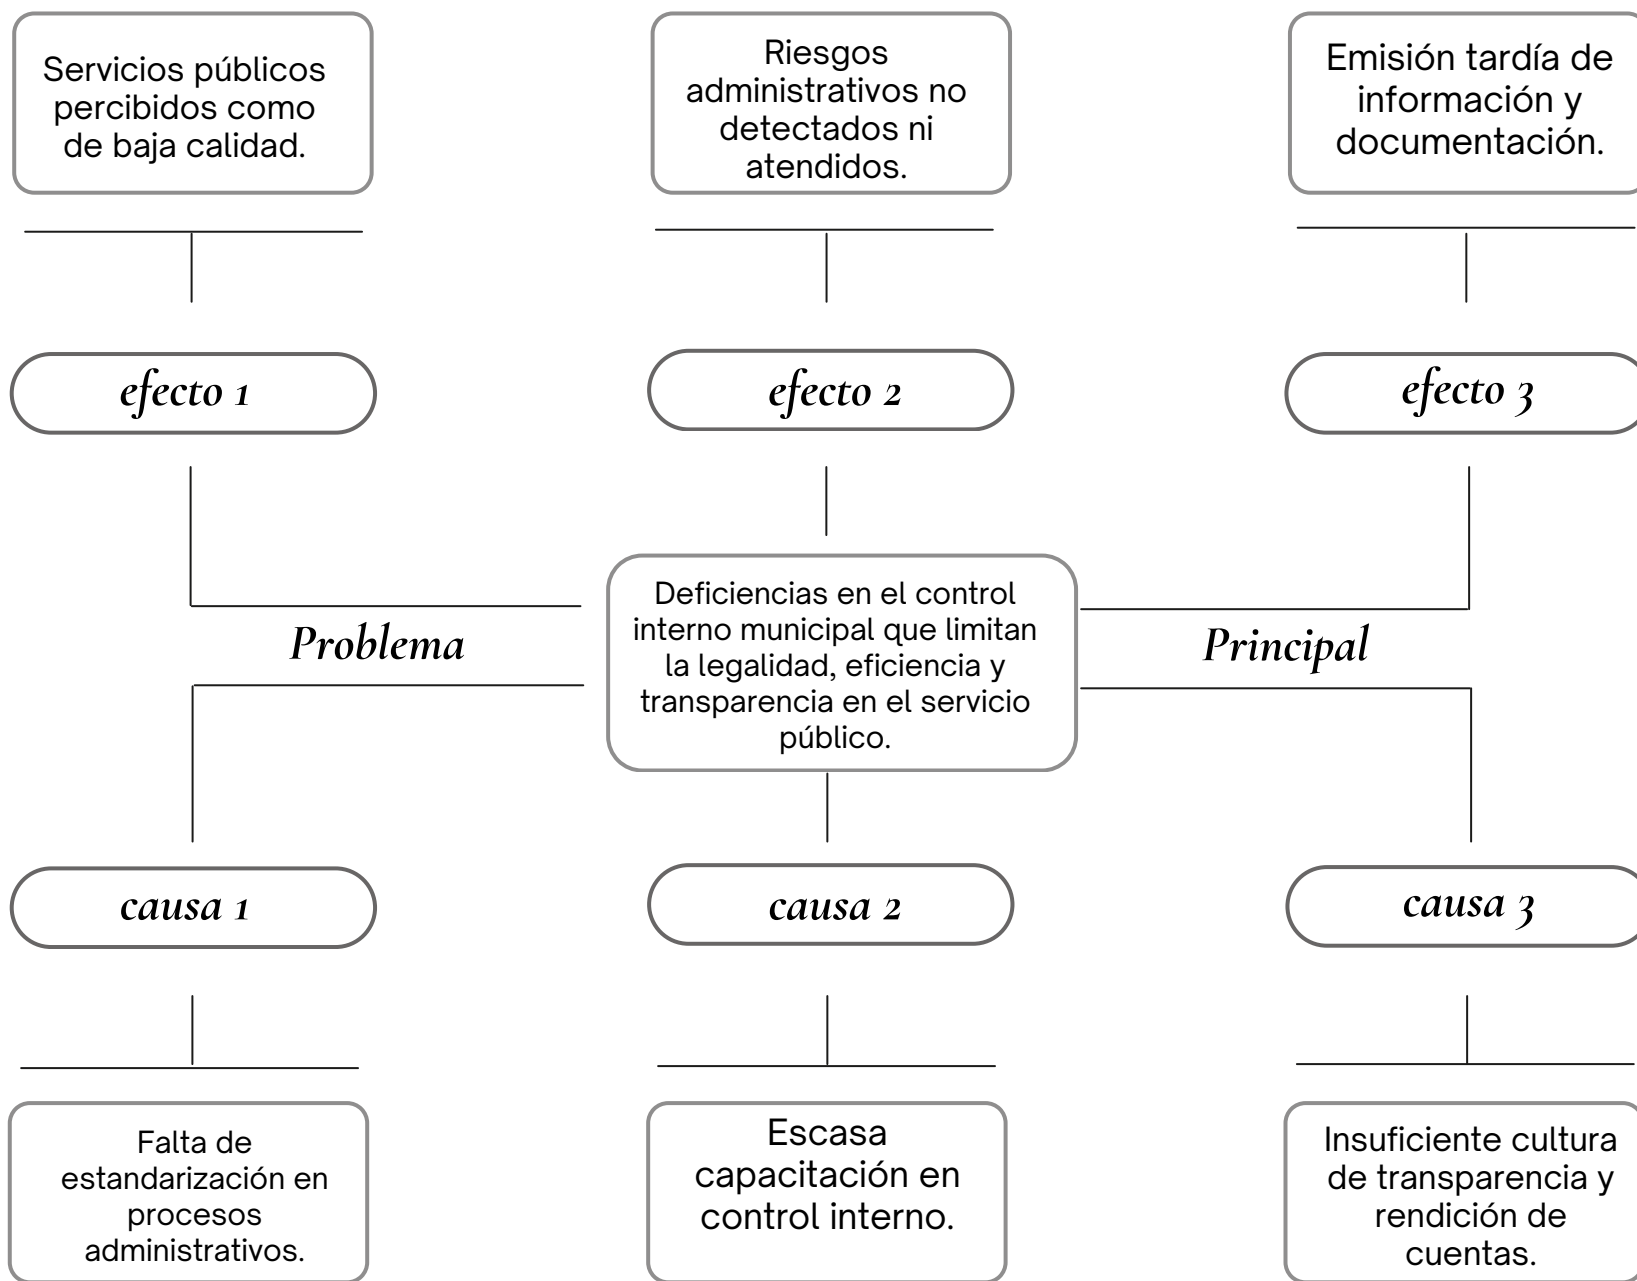 Servicios públicos
percibidos como
de baja calidad.
Riesgos
administrativos no
detectados ni
atendidos.
Emisión tardía de
información y
documentación.
efecto 1
efecto 2
efecto 3
Problema
Deficiencias en el control
interno municipal que limitan
la legalidad, eficiencia y
transparencia en el servicio
público.
Principal
causa 1
causa 2
causa 3
Falta de
estandarización en
procesos
administrativos.
Escasa
capacitación en
control interno.
Insuficiente cultura
de transparencia y
rendición de
cuentas.